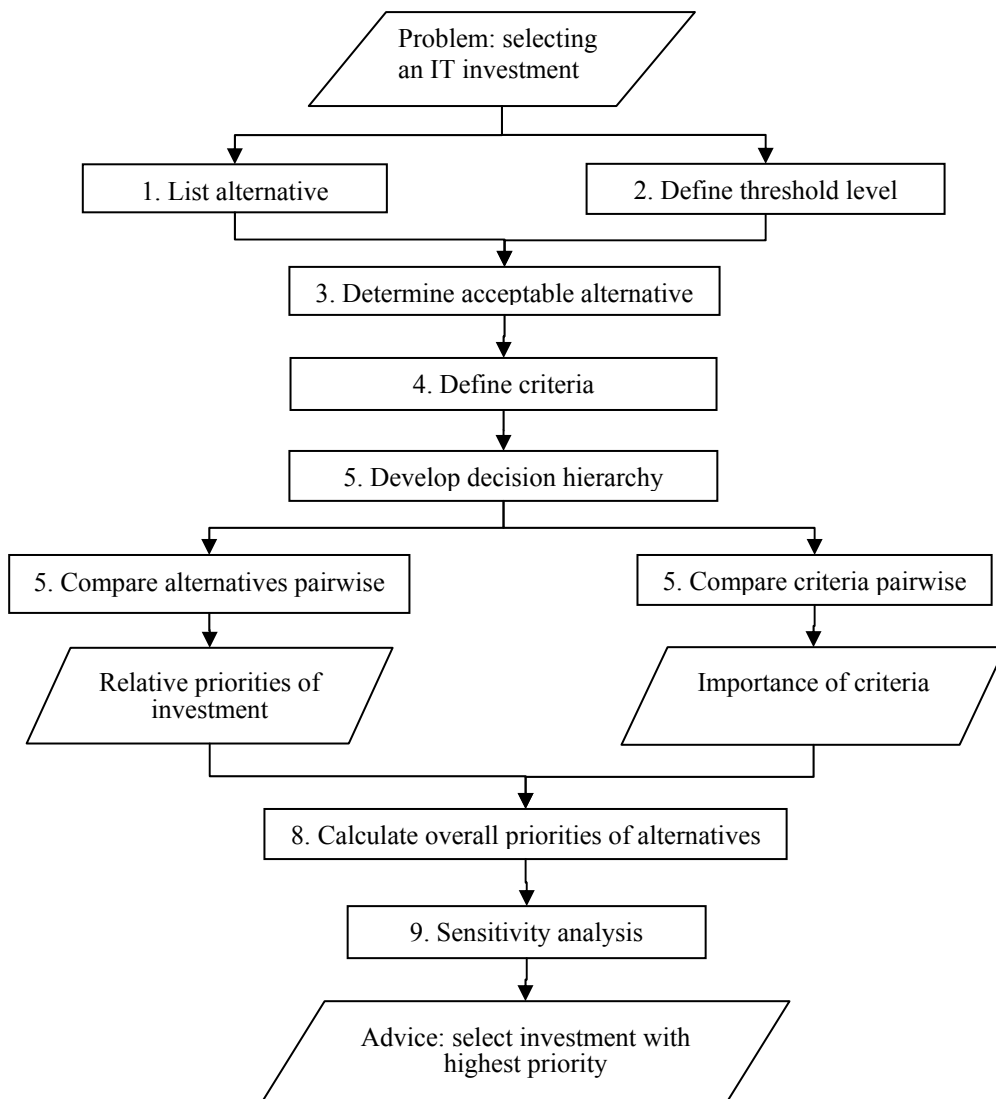 Problem: selecting
an IT investment
1. List alternative
2. Define threshold level
3. Determine acceptable alternative
4. Define criteria
5. Develop decision hierarchy
5. Compare alternatives pairwise
5. Compare criteria pairwise
Relative priorities of
investment
Importance of criteria
8. Calculate overall priorities of alternatives
9. Sensitivity analysis
Advice: select investment with
highest priority